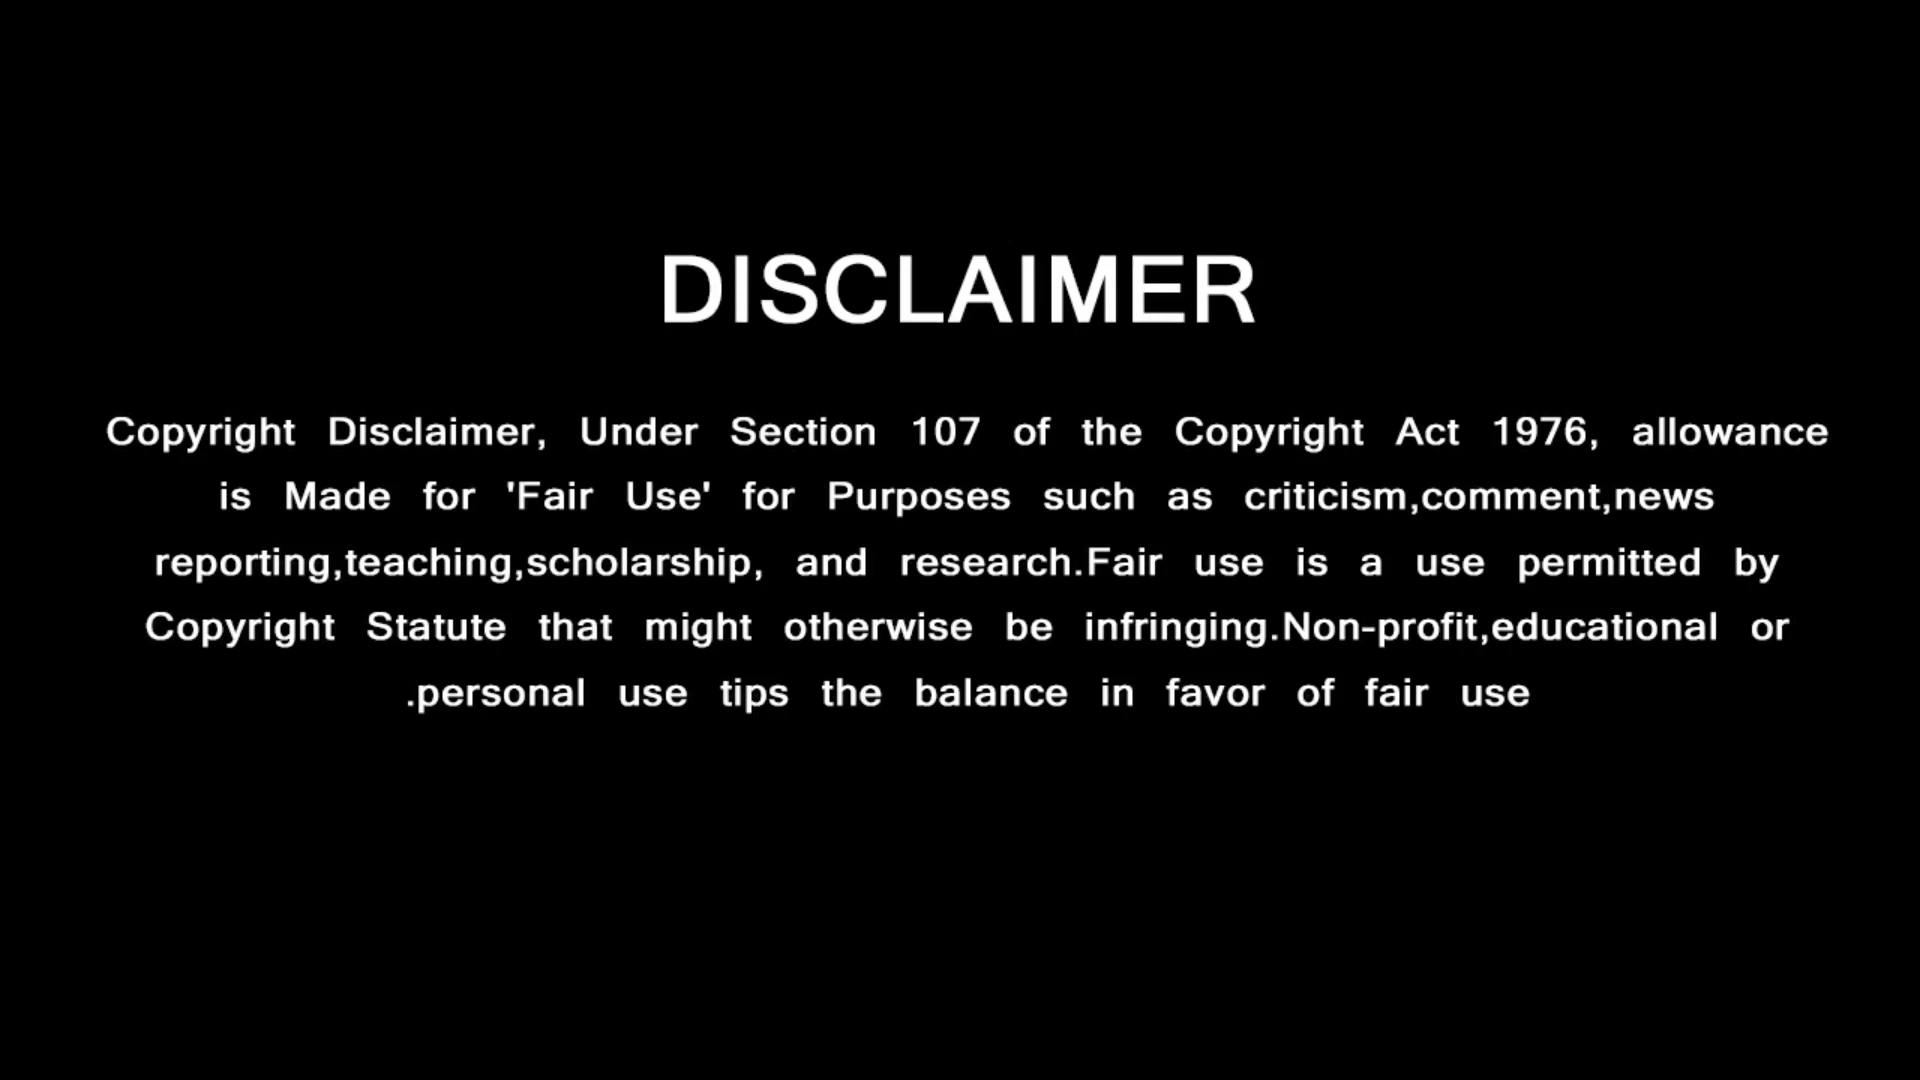 DISCLAIMER
Copyright Disclaimer, Under Section 107 of the Copyright Act 1976, allowance
is Made for 'Fair Use' for Purposes such as criticism,comment,news
reporting,teaching,scholarship, and research.Fair use is a use permitted by
Copyright Statute that might otherwise be infringing.Non-profit,educational or
.personal use tips the balance in favor of fair use